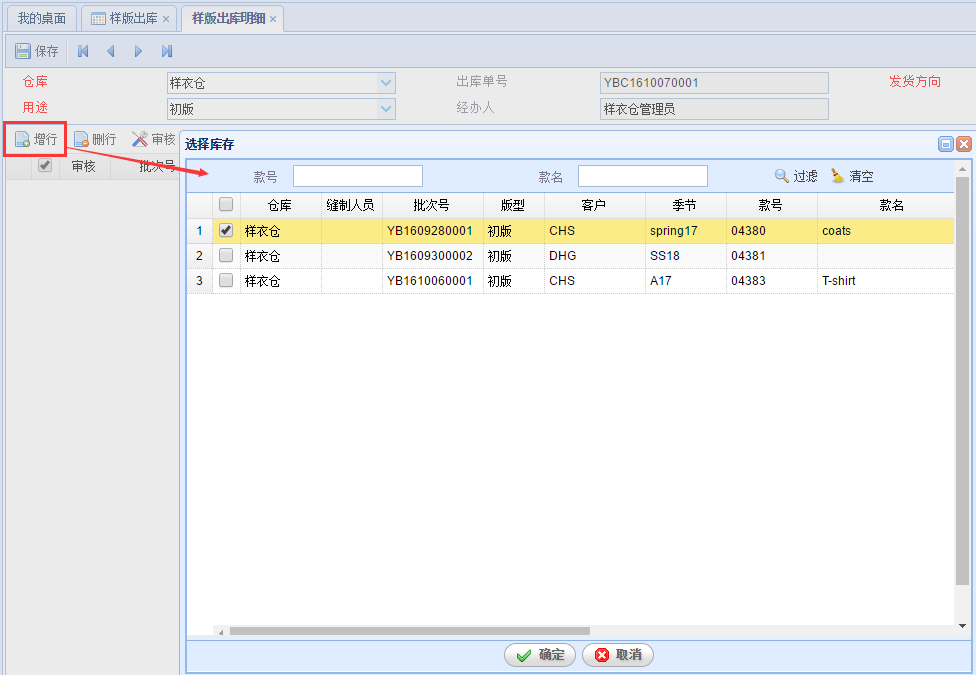 我的桌面 样版出库 样版出库明细
保存
仓库 样衣仓 出库单号 YBC1610070001 发货方向
用途 初版 经办人 样衣仓管理员
增行 删行 审核 选择库存
审核 批次号 款号 款名 过滤 清空
仓库 缝制人员 批次号 版型 客户 季节 款号 款名
1 样衣仓 YB1609280001 初版 CHS spring17 04380 coats
2 样衣仓 YB1609300002 初版 DHG SS18 04381
3 样衣仓 YB1610060001 初版 CHS A17 04383 T-shirt
确定 取消